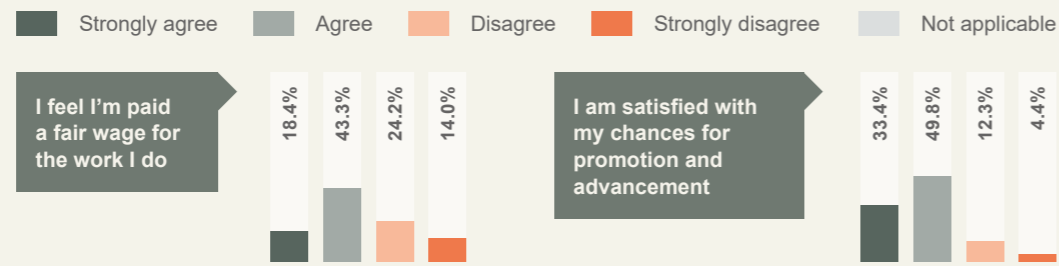 Strongly agree
Agree
Disagree
Strongly disagree
Not applicable
I feel I’m paid
a fair wage for
the work I do
18.4%
43.3%
24.2%
14.0%
I am satisfied with
my chances for
promotion and
advancement
33.4%
49.8%
12.3%
4.4%